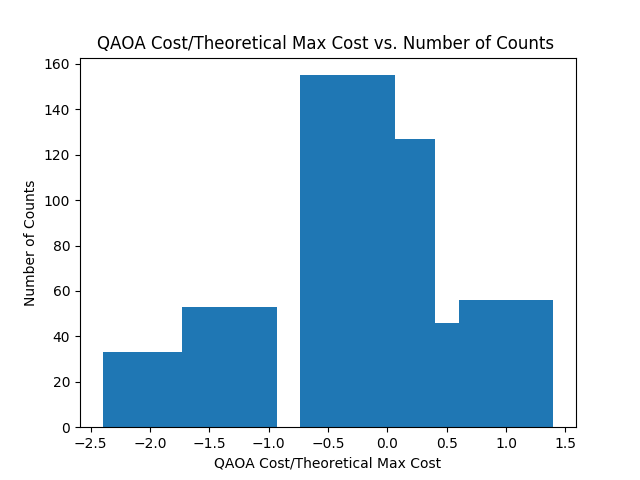 QAOA Cost/Theoretical Max Cost vs. Number of Counts
160
140
120
100
80
60
40
20
0
Number of Counts
−2.5 −2.0 −1.5 −1.0 −0.5 0.0 0.5 1.0 1.5
QAOA Cost/Theoretical Max Cost